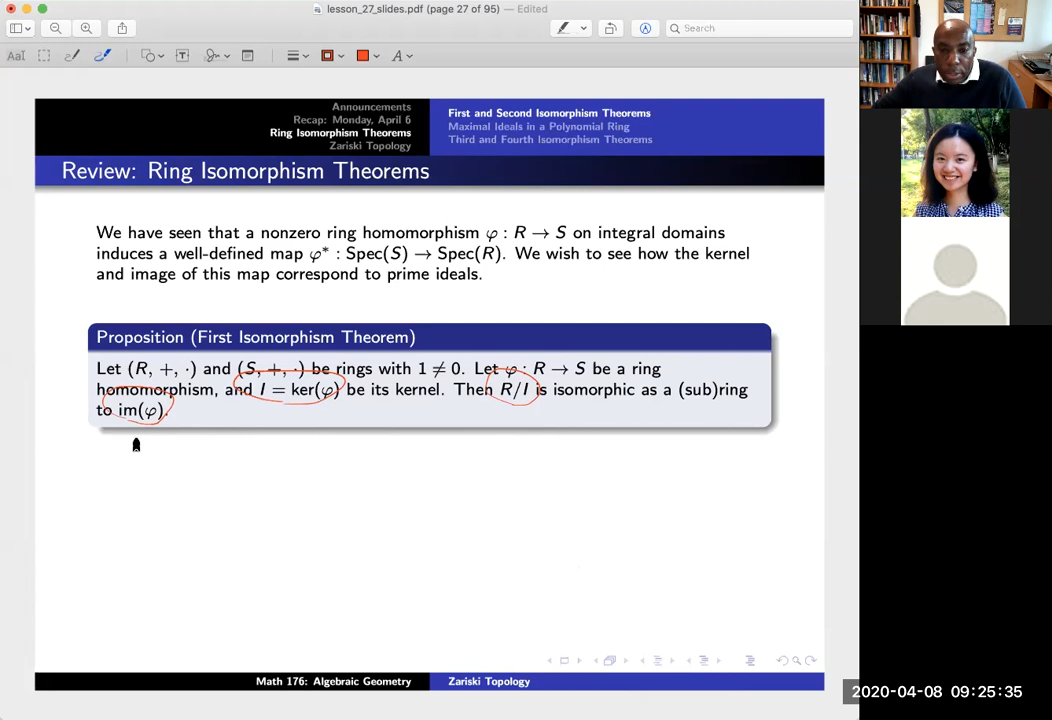 lesson_27_slides.pdf (page 27 of 95) — Edited
Search
Announcements
Recap: Monday, April 6
Ring Isomorphism Theorems
Zariski Topology
First and Second Isomorphism Theorems
Maximal Ideals in a Polynomial Ring
Third and Fourth Isomorphism Theorems
Review: Ring Isomorphism Theorems
We have seen that a nonzero ring homomorphism φ : R → S on integral domains
induces a well-defined map φ* : Spec(S) → Spec(R). We wish to see how the kernel
and image of this map correspond to prime ideals.
Proposition (First Isomorphism Theorem)
Let (R, +, ·) and (S, +, ·) be rings with 1 ≠ 0. Let φ : R → S be a ring
homomorphism, and I = ker(φ) be its kernel. Then R/I is isomorphic as a (sub)ring
to im(φ).
Math 176: Algebraic Geometry
Zariski Topology
2020-04-08 09:25:35